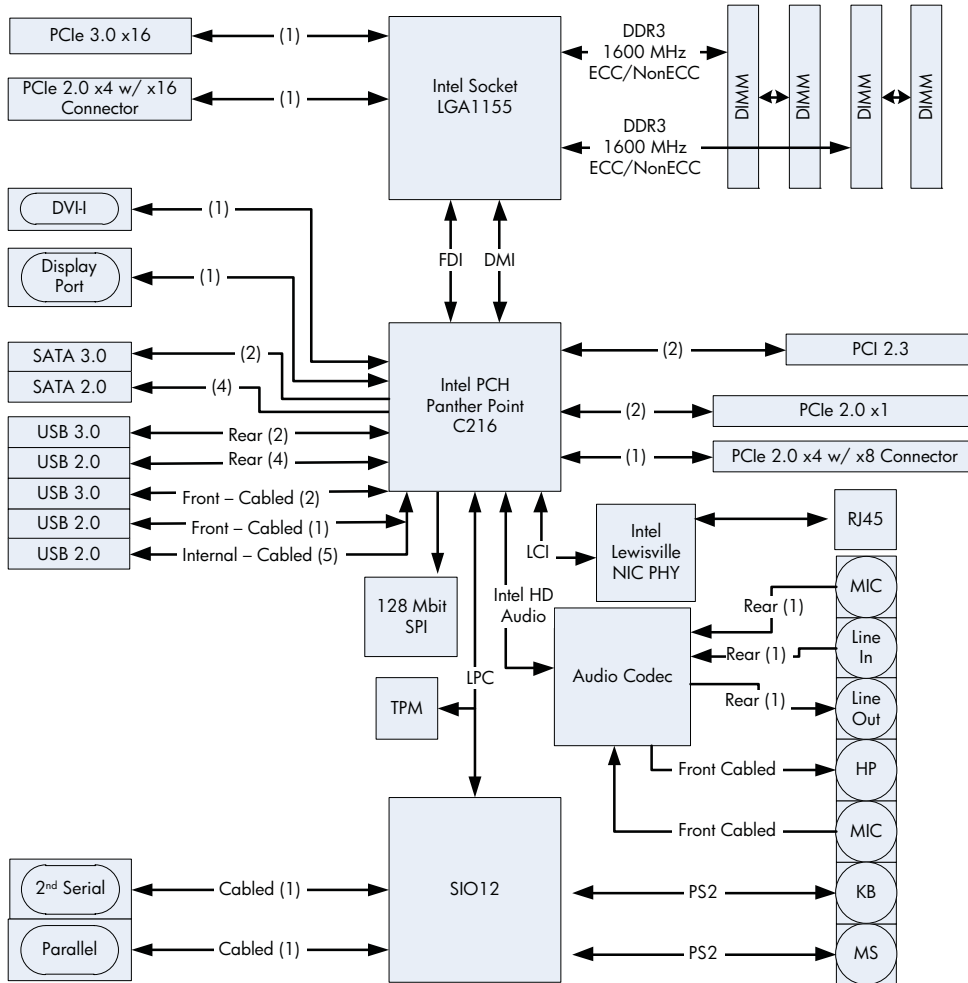 PCIe 3.0 x16
(1)
PCIe 2.0 x4 w/ x16
Connector
(1)
Intel Socket
LGA1155
DDR3
1600 MHz
ECC/NonECC
DDR3
1600 MHz
ECC/NonECC
DIMM
DIMM
DIMM
DIMM
DVI-I
(1)
Display
Port
(1)
FDI
DMI
SATA 3.0
(2)
SATA 2.0
(4)
Intel PCH
Panther Point
C216
(2)
PCI 2.3
(2)
PCIe 2.0 x1
(1)
PCIe 2.0 x4 w/ x8 Connector
USB 3.0
Rear (2)
USB 2.0
Rear (4)
USB 3.0
Front – Cabled (2)
USB 2.0
Front – Cabled (1)
USB 2.0
Internal – Cabled (5)
LCI
Intel
Lewisville
NIC PHY
RJ45
128 Mbit
SPI
Intel HD
Audio
LPC
TPM
Audio Codec
Rear (1)
MIC
Rear (1)
Line
In
Rear (1)
Line
Out
Front Cabled
HP
Front Cabled
MIC
2nd Serial
Cabled (1)
Parallel
Cabled (1)
SIO12
PS2
KB
PS2
MS